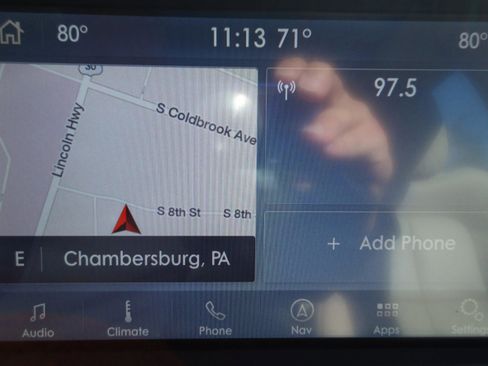 80° 11:13 71° 80°
30
S Coldbrook Ave
Lincoln Hwy
S 8th St S 8th
E Chambersburg, PA
97.5
+ Add Phone
Audio Climate Phone Nav Apps Settings